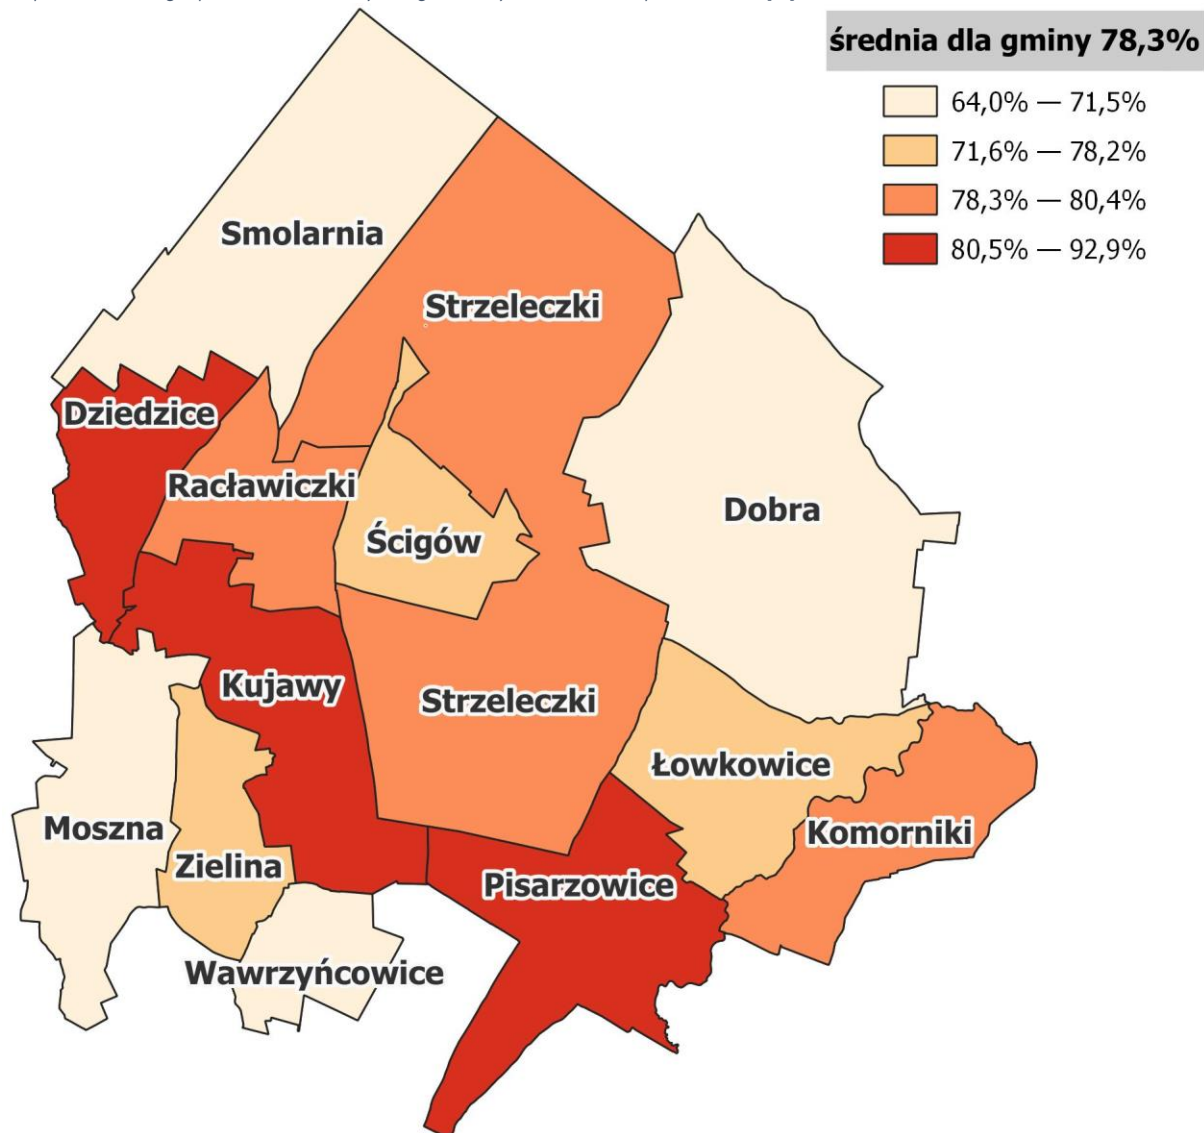 średnia dla gminy 78,3%
64,0% — 71,5%
71,6% — 78,2%
78,3% — 80,4%
80,5% — 92,9%
Smolarnia
Strzeleczki
Dziedzice
Racławiczki
Ścigów
Dobra
Kujawy
Strzeleczki
Łowkowice
Moszna
Zielina
Komorniki
Pisarzowice
Wawrzyńcowice